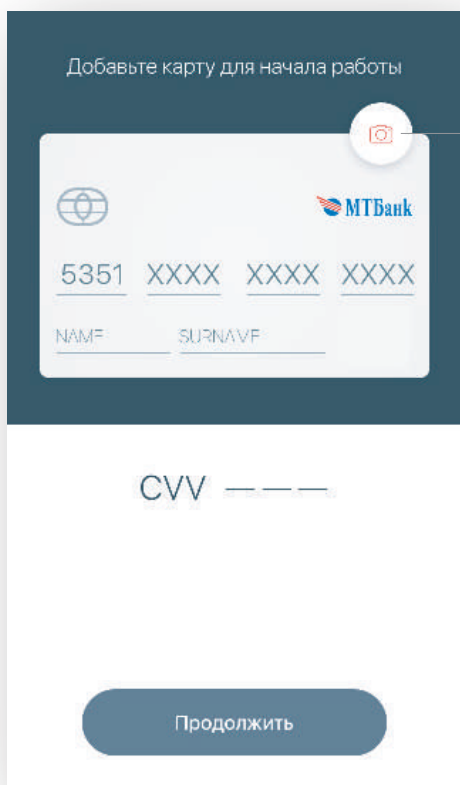 Добавьте карту для начала работы
МТБанк
5351 XXXX XXXX XXXX
NAME SURNAME
CVV — — —
Продолжить